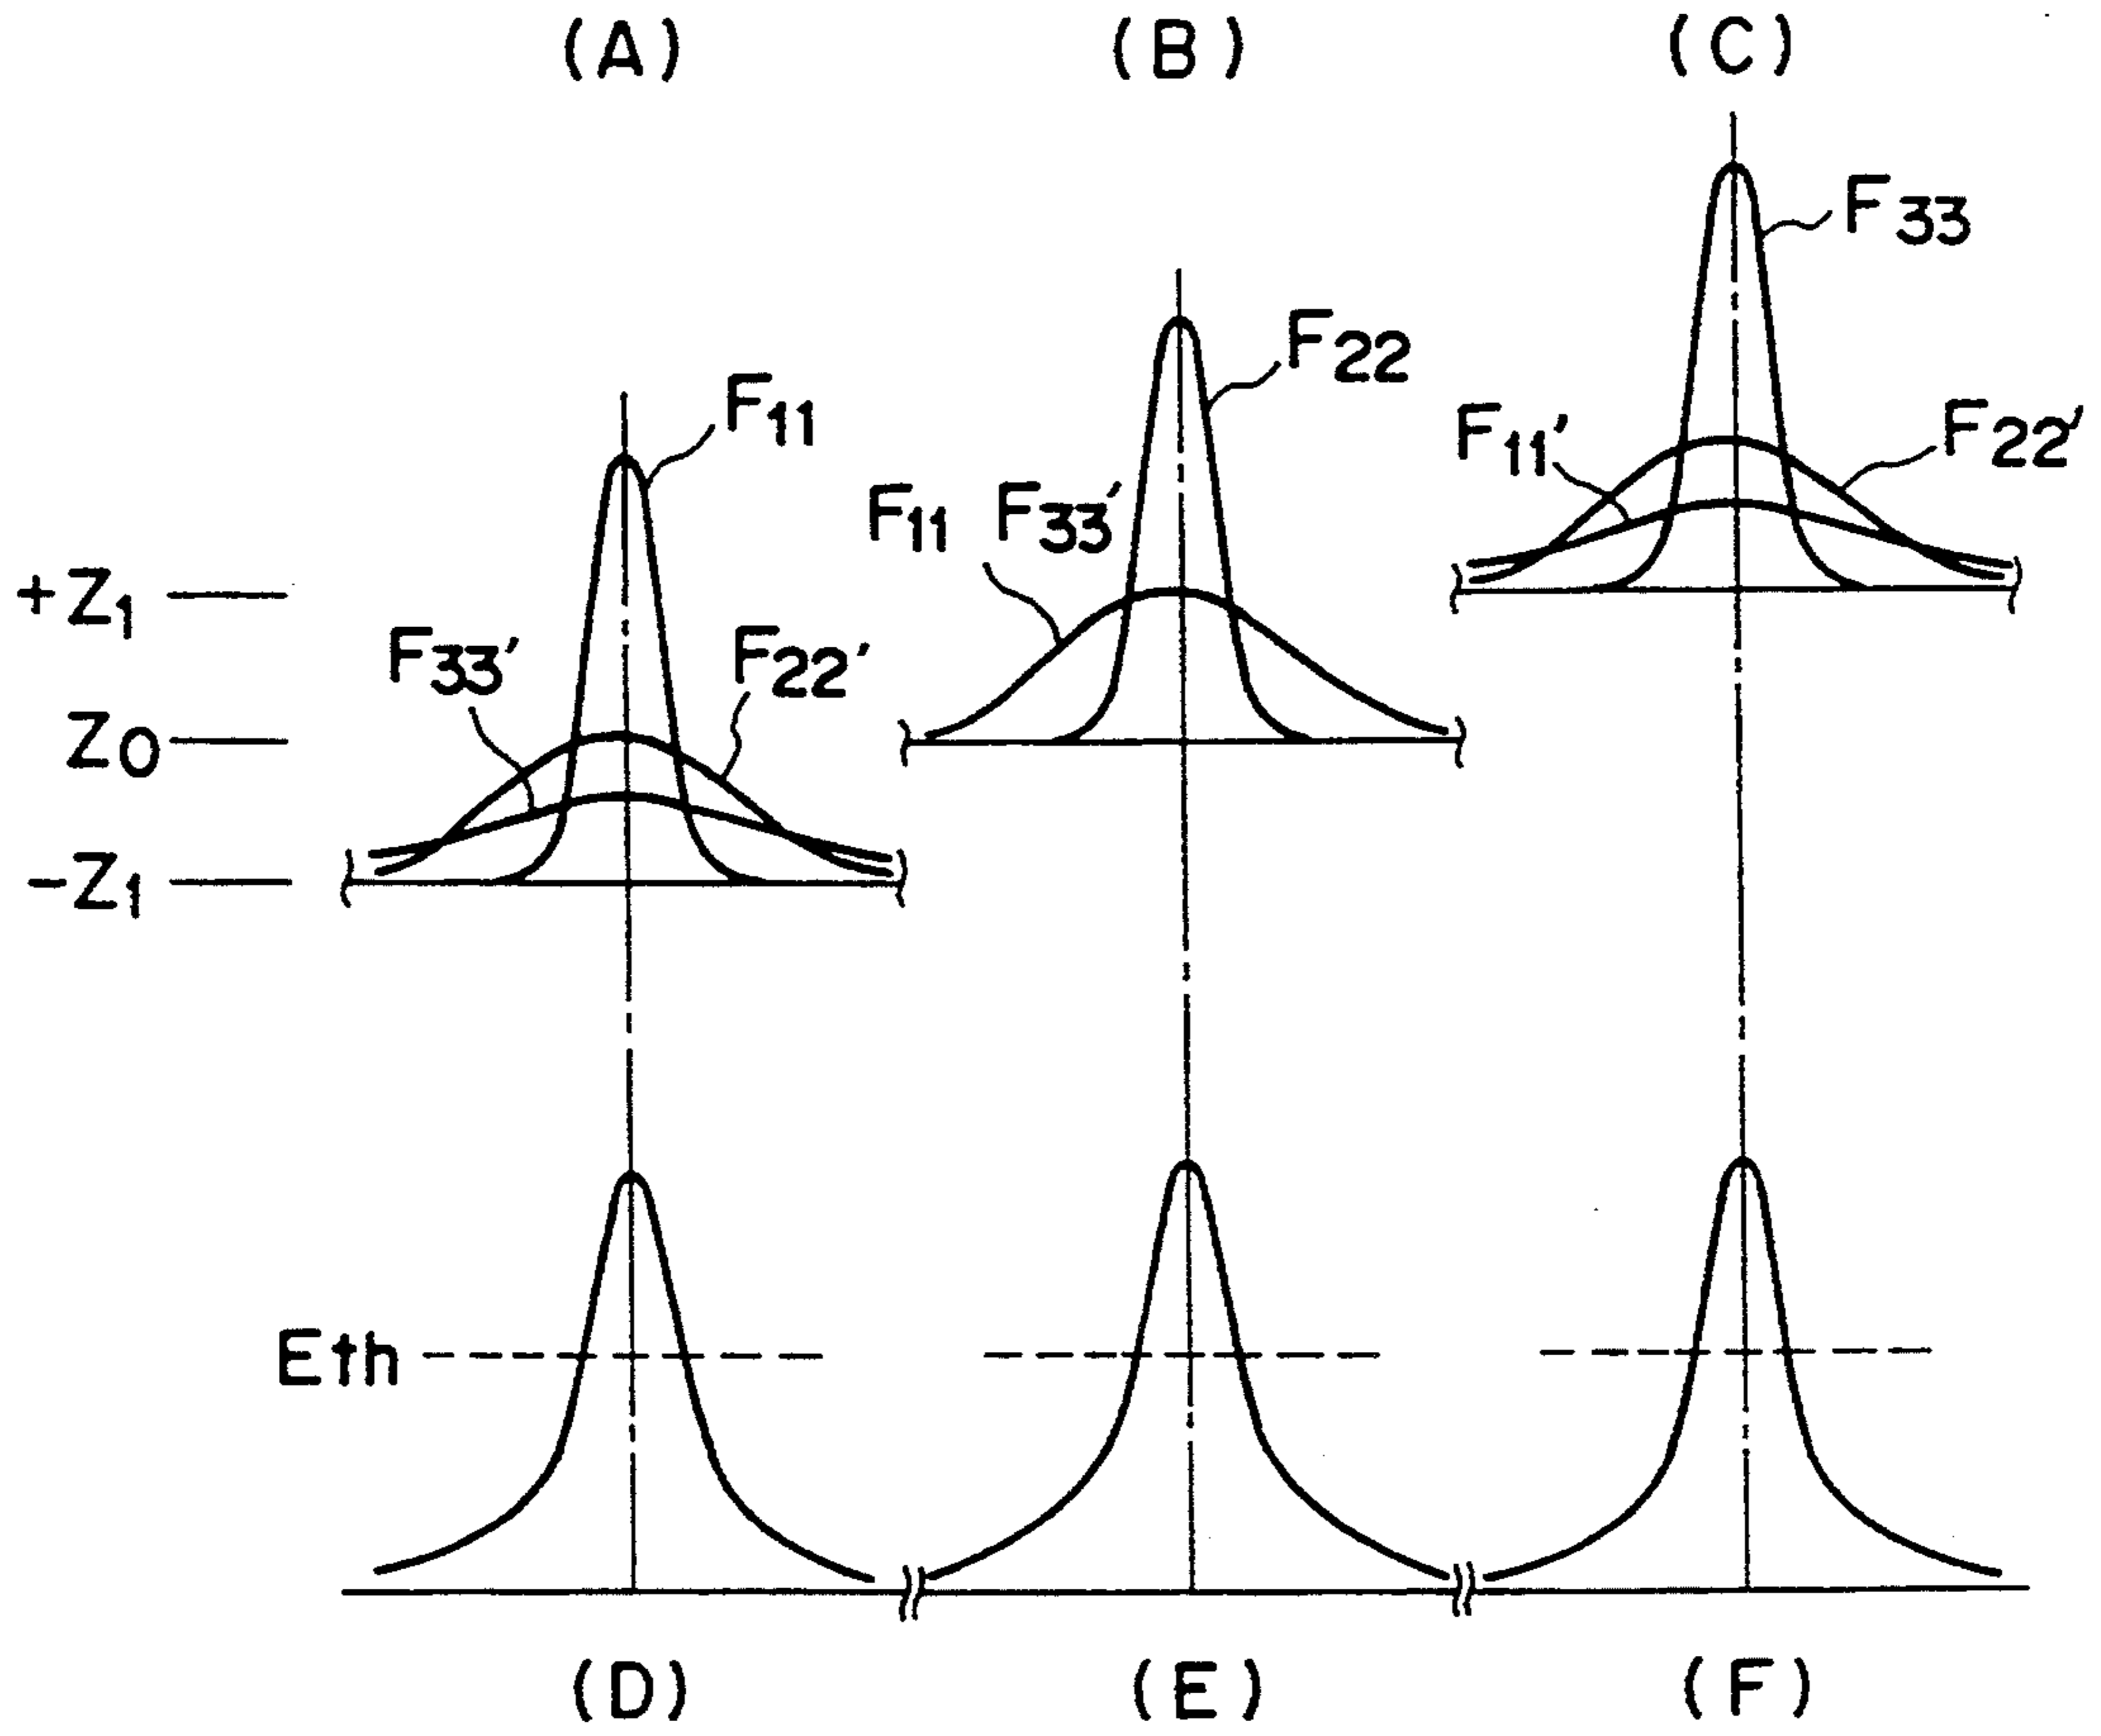 (A) (B) (C)
F33
F22
F11
F11' F22'
F11 F33'
+Z1
F33' F22'
Z0
-Z1
Eth
(D) (E) (F)